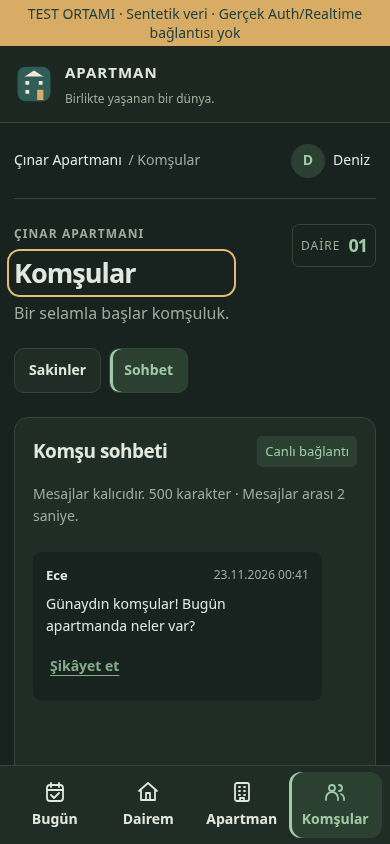 TEST ORTAMI · Sentetik veri · Gerçek Auth/Realtime
bağlantısı yok
APARTMAN
Birlikte yaşanan bir dünya.
Çınar Apartmanı / Komşular
D Deniz
ÇINAR APARTMANI
DAİRE 01
Komşular
Bir selamla başlar komşuluk.
Sakinler
Sohbet
Komşu sohbeti
Canlı bağlantı
Mesajlar kalıcıdır. 500 karakter · Mesajlar arası 2
saniye.
Ece
23.11.2026 00:41
Günaydın komşular! Bugün
apartmanda neler var?
Şikâyet et
Bugün
Dairem
Apartman
Komşular